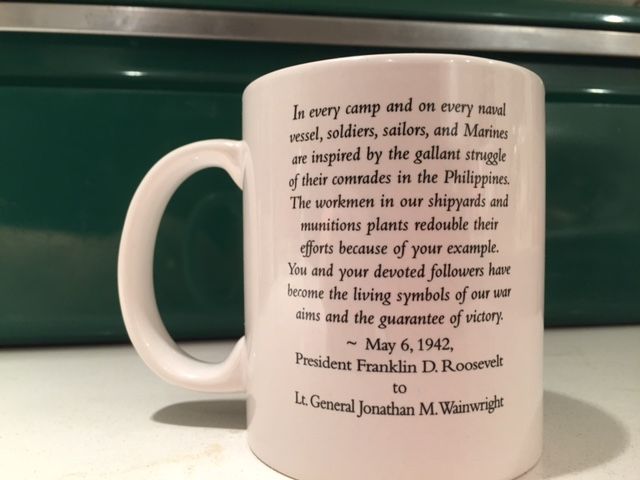 In every camp and on every naval
vessel, soldiers, sailors, and Marines
are inspired by the gallant struggle
of their comrades in the Philippines.
The workmen in our shipyards and
munitions plants redouble their
efforts because of your example.
You and your devoted followers have
become the living symbols of our war
aims and the guarantee of victory.
~ May 6, 1942,
President Franklin D. Roosevelt
to
Lt. General Jonathan M. Wainwright